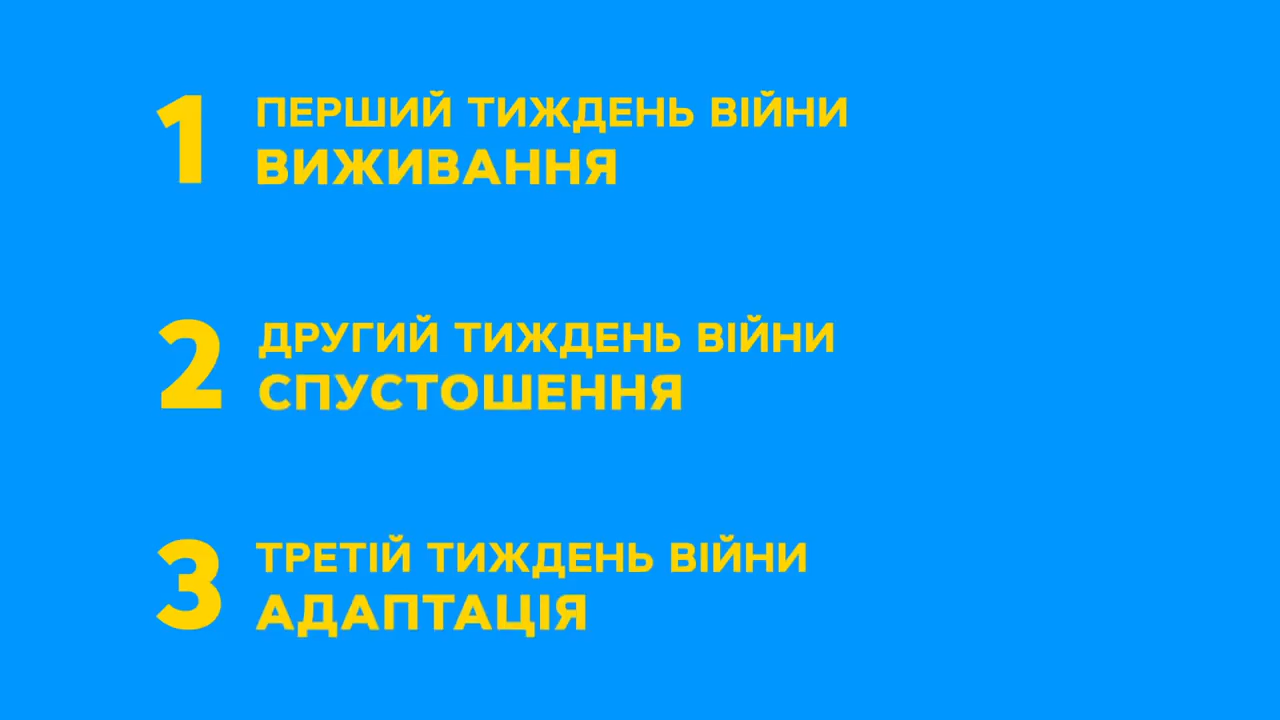 1 ПЕРШИЙ ТИЖДЕНЬ ВІЙНИ
ВИЖИВАННЯ
2 ДРУГИЙ ТИЖДЕНЬ ВІЙНИ
СПУСТОШЕННЯ
3 ТРЕТІЙ ТИЖДЕНЬ ВІЙНИ
АДАПТАЦІЯ